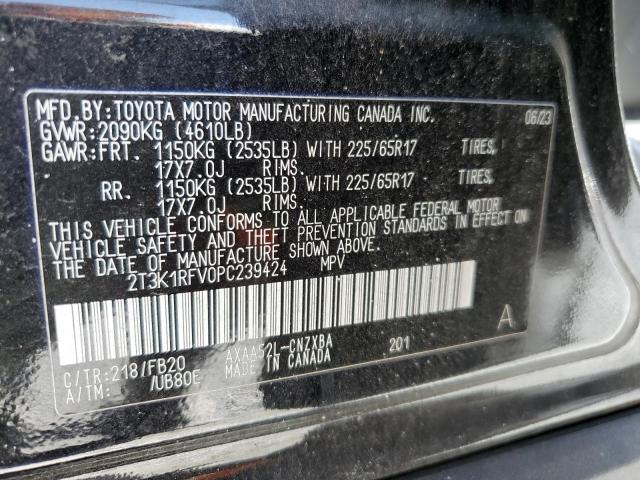 MFD.BY:TOYOTA MOTOR MANUFACTURING CANADA INC. 06/23
GVWR:2090KG (4610LB)
GAWR:FRT. 1150KG (2535LB) WITH 225/65R17 TIRES,
17X7.0J RIMS.
RR. 1150KG (2535LB) WITH 225/65R17 TIRES,
17X7.0J RIMS.
THIS VEHICLE CONFORMS TO ALL APPLICABLE FEDERAL MOTOR
VEHICLE SAFETY AND THEFT PREVENTION STANDARDS IN EFFECT ON
THE DATE OF MANUFACTURE SHOWN ABOVE.
2T3K1RFV0PC239424 MPV
A
C/TR:218/FB20 AXAA52L-CNZXBA 201
A/TM: /UB80E MADE IN CANADA